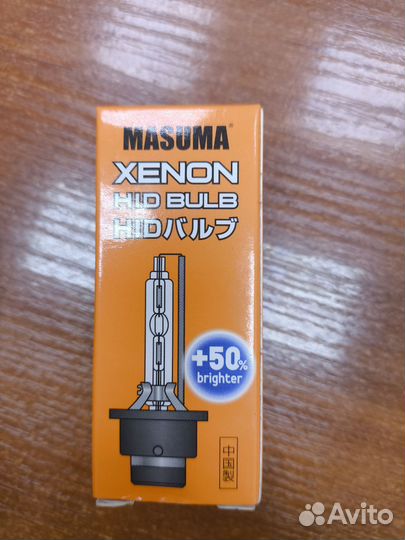 MASUMA®
XENON
HID BULB
HIDバルブ
+50%
brighter
中国製
Avito